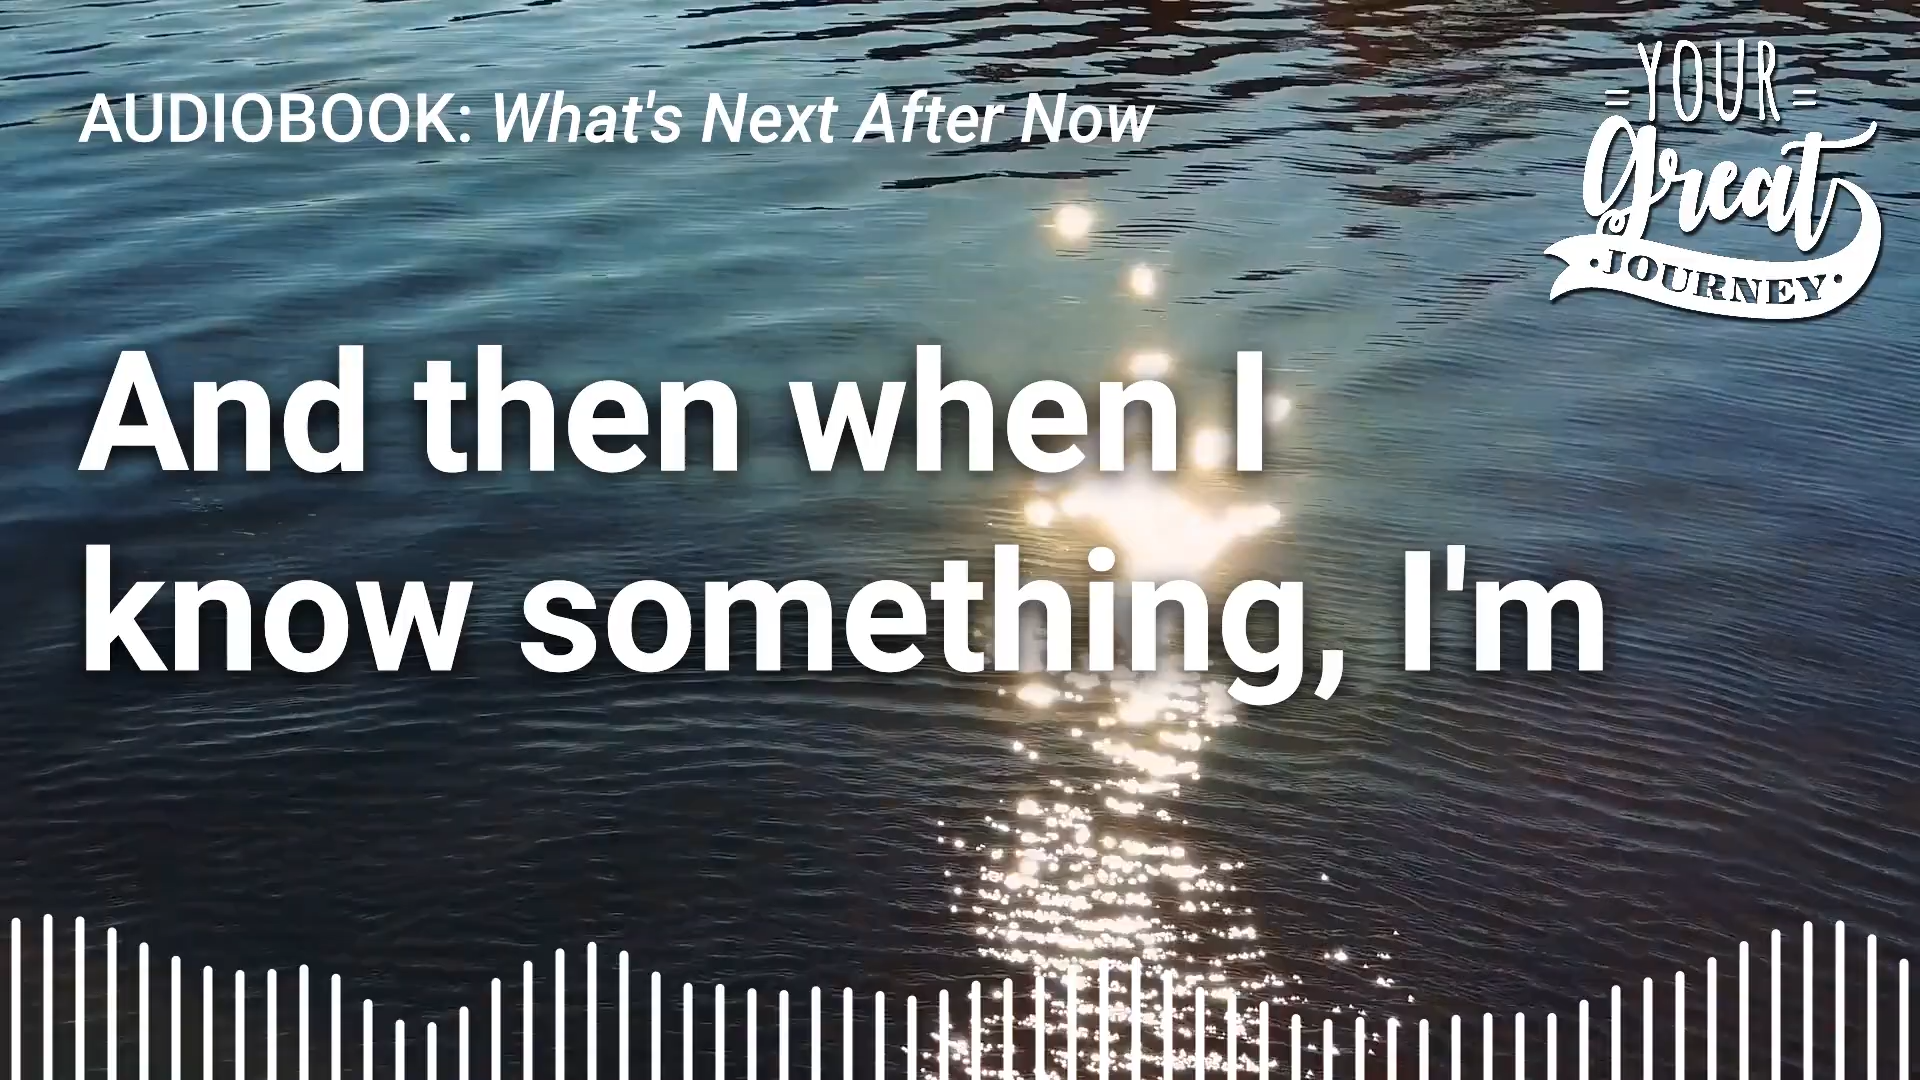 AUDIOBOOK: What's Next After Now
YOUR
Great
JOURNEY
And then when I
know something, I'm